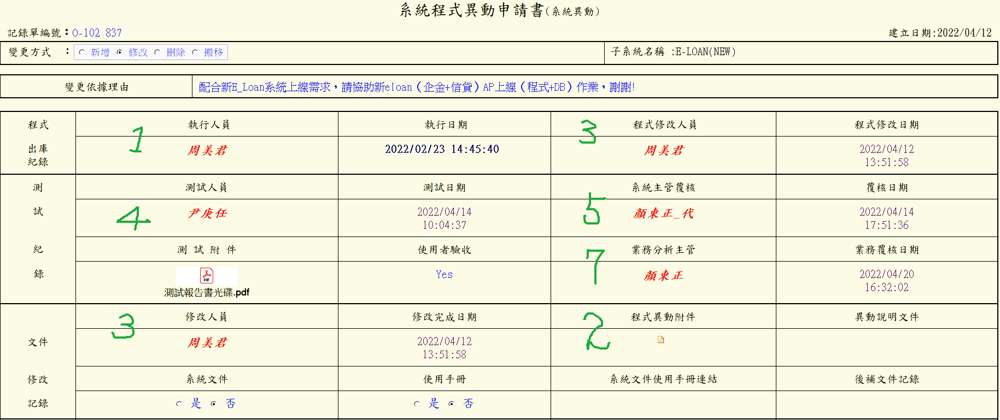 系統程式異動申請書(系統異動)
記錄單編號：O-102 837 建立日期:2022/04/12
變更方式 ： 新增 修改 刪除 搬移 子系統名稱 :E-LOAN(NEW)
變更依據理由 配合新E_Loan系統上線需求，請協助新eloan（企金+信貸）AP上線（程式+DB）作業，謝謝!
程式 執行人員 執行日期 程式修改人員 程式修改日期
1 3
出庫 周美君 2022/02/23 14:45:40 周美君 2022/04/12
紀錄 13:51:58
測 測試人員 測試日期 系統主管覆核 覆核日期
4 5
試 尹庚任 2022/04/14 顏東正_代 2022/04/14
10:04:37 17:51:36
紀 測 試 附 件 使用者驗收 業務分析主管 業務覆核日期
7
錄 PDF Yes 顏東正 2022/04/20
測試報告書光碟.pdf 16:32:02
修改人員 修改完成日期 程式異動附件 異動說明文件
3 2
文件 周美君 2022/04/12
13:51:58
修改 系統文件 使用手冊 系統文件使用手冊連結 後補文件記錄
記錄 是 否 是 否